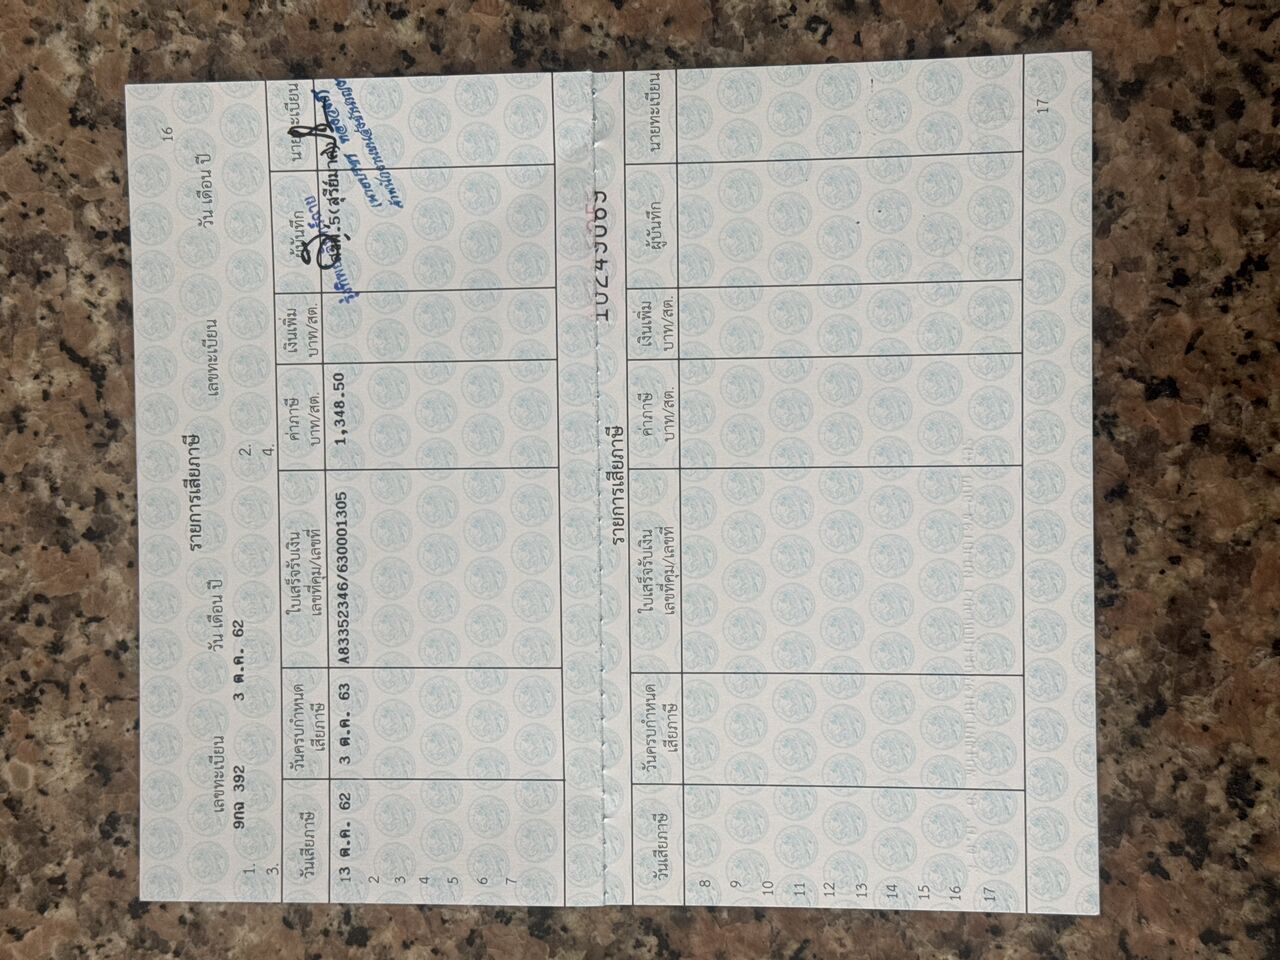 16
รายการเสียภาษี
เลขทะเบียน วัน เดือน ปี เลขทะเบียน วัน เดือน ปี
1. 9กจ 392 3 ต.ค. 62 2.
3. 4.
วันเสียภาษี วันครบกำหนด เสียภาษี ใบเสร็จรับเงิน เลขที่คุม/เลขที่ ค่าภาษี บาท/สต. เงินเพิ่ม บาท/สต. ผู้บันทึก นายทะเบียน
13 ต.ค. 62 3 ต.ค. 63 A83352346/630001305 1,348.50
2
3
4
5
6
7
รายการเสียภาษี
วันเสียภาษี วันครบกำหนด เสียภาษี ใบเสร็จรับเงิน เลขที่คุม/เลขที่ ค่าภาษี บาท/สต. เงินเพิ่ม บาท/สต. ผู้บันทึก นายทะเบียน
8
9
10
11
12
13
14
15
16
17
17